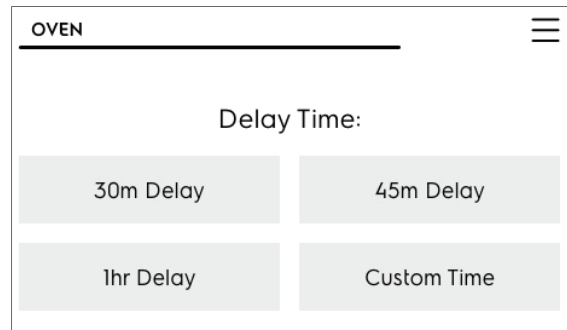 OVEN
Delay Time:
30m Delay
45m Delay
1hr Delay
Custom Time